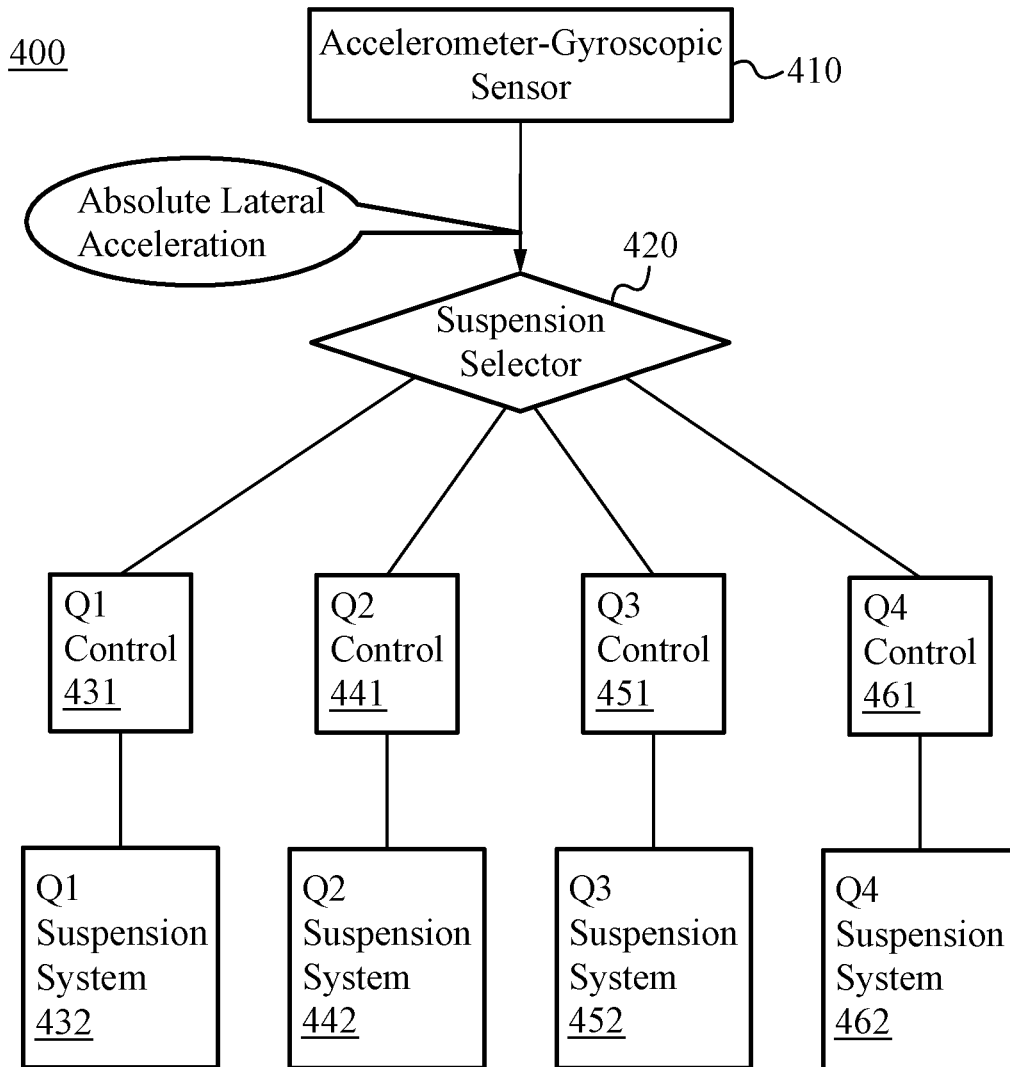 400
Accelerometer-Gyroscopic
Sensor
410
Absolute Lateral
Acceleration
420
Suspension
Selector
Q1
Control
431
Q2
Control
441
Q3
Control
451
Q4
Control
461
Q1
Suspension
System
432
Q2
Suspension
System
442
Q3
Suspension
System
452
Q4
Suspension
System
462